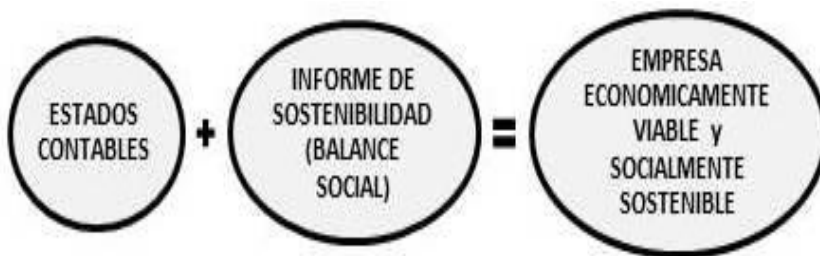 ESTADOS
CONTABLES
+
INFORME DE
SOSTENIBILIDAD
(BALANCE
SOCIAL)
=
EMPRESA
ECONOMICAMENTE
VIABLE y
SOCIALMENTE
SOSTENIBLE